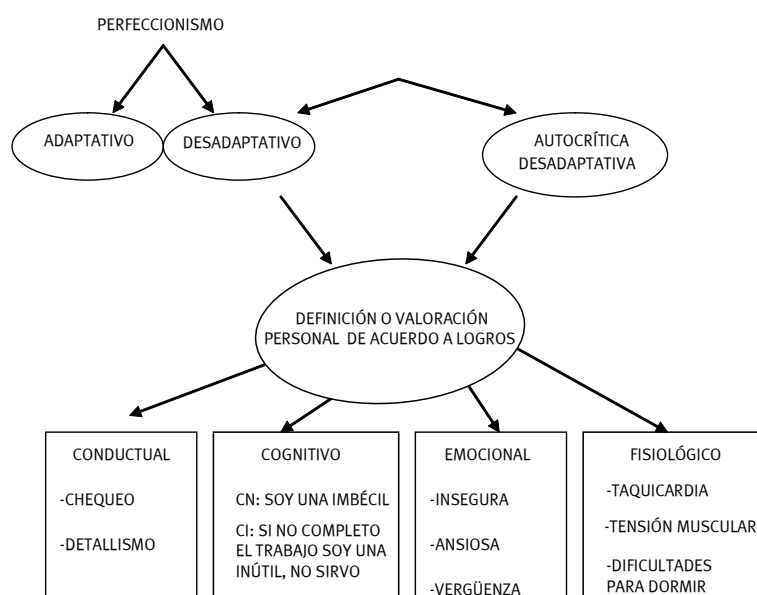 PERFECCIONISMO
ADAPTATIVO
DESADAPTATIVO
AUTOCRÍTICA
DESADAPTATIVA
DEFINICIÓN O VALORACIÓN
PERSONAL DE ACUERDO A LOGROS
CONDUCTUAL
-CHEQUEO
-DETALLISMO
COGNITIVO
CN: SOY UNA IMBÉCIL
CI: SI NO COMPLETO
EL TRABAJO SOY UNA
INÚTIL, NO SIRVO
EMOCIONAL
-INSEGURA
-ANSIOSA
-VERGÜENZA
FISIOLÓGICO
-TAQUICARDIA
-TENSIÓN MUSCULAR
-DIFICULTADES
PARA DORMIR